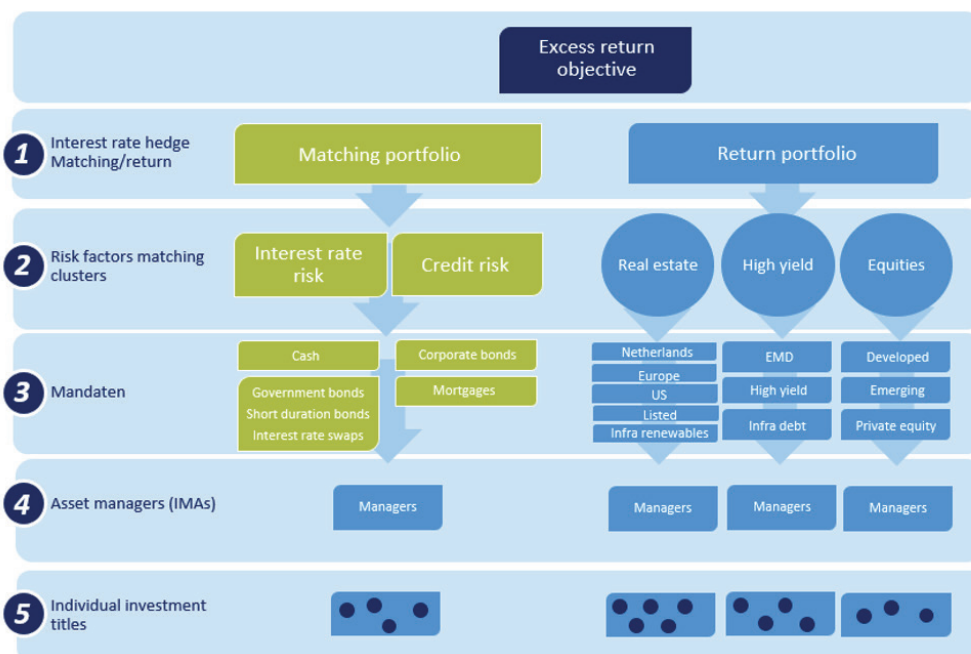 Excess return
objective
1
Interest rate hedge
Matching/return
Matching portfolio
Return portfolio
2
Risk factors matching
clusters
Interest rate
risk
Credit risk
Real estate
High yield
Equities
3
Mandaten
Cash
Government bonds
Short duration bonds
Interest rate swaps
Corporate bonds
Mortgages
Netherlands
Europe
US
Listed
Infra renewables
EMD
High yield
Infra debt
Developed
Emerging
Private equity
4
Asset managers (IMAs)
Managers
Managers
Managers
Managers
5
Individual investment
titles